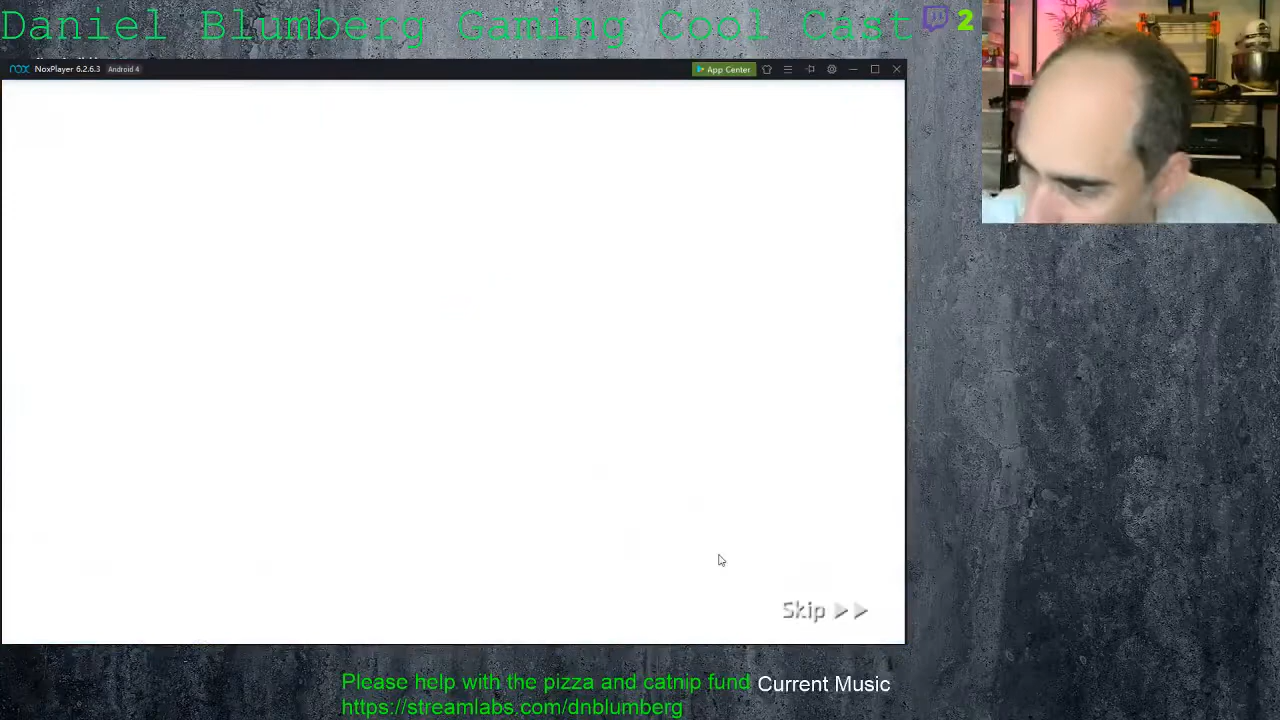 Daniel Blumberg Gaming Cool Cast 2
nox NoxPlayer 6.2.6.3 Android 4 App Center
Skip
Please help with the pizza and catnip fund Current Music
https://streamlabs.com/dnblumberg